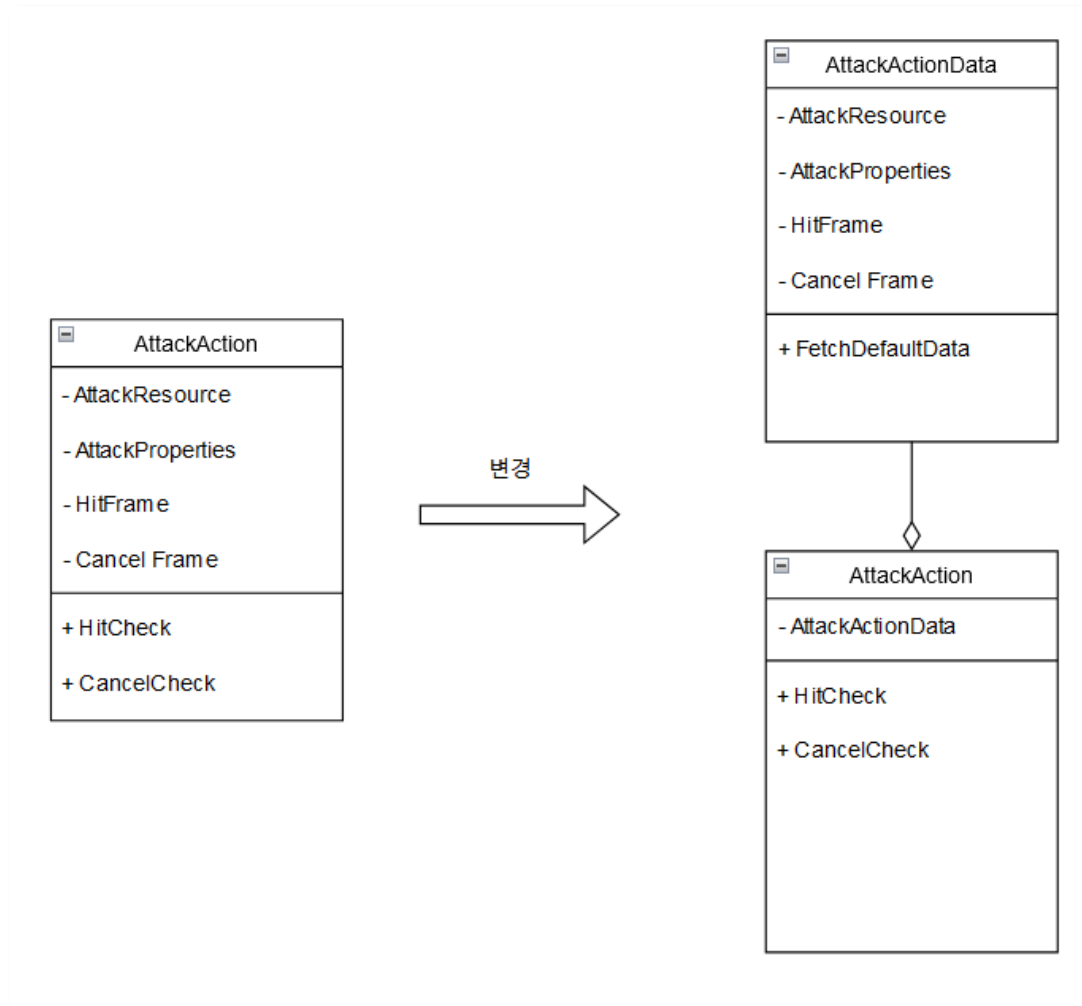 AttackAction
- AttackResource
- AttackProperties
- HitFrame
- Cancel Frame
+ HitCheck
+ CancelCheck
변경
AttackActionData
- AttackResource
- AttackProperties
- HitFrame
- Cancel Frame
+ FetchDefaultData
AttackAction
- AttackActionData
+ HitCheck
+ CancelCheck